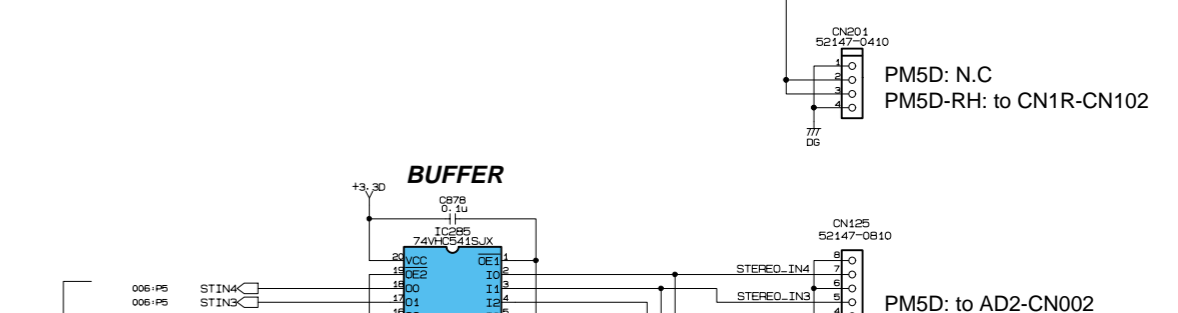 CN201
52147-0410
1
2
3
4
PM5D: N.C
PM5D-RH: to CN1R-CN102
DG
BUFFER
+3.3D
C878
0.1u
IC285
74VHC541SJX
CN125
52147-0810
20 VCC OE1 1
19 OE2 I0 2
18 O0 I1 3
17 O1 I2 4
16 5
STEREO_IN4
STEREO_IN3
8
7
6
5
4
006:P5 STIN4
006:P5 STIN3
PM5D: to AD2-CN002